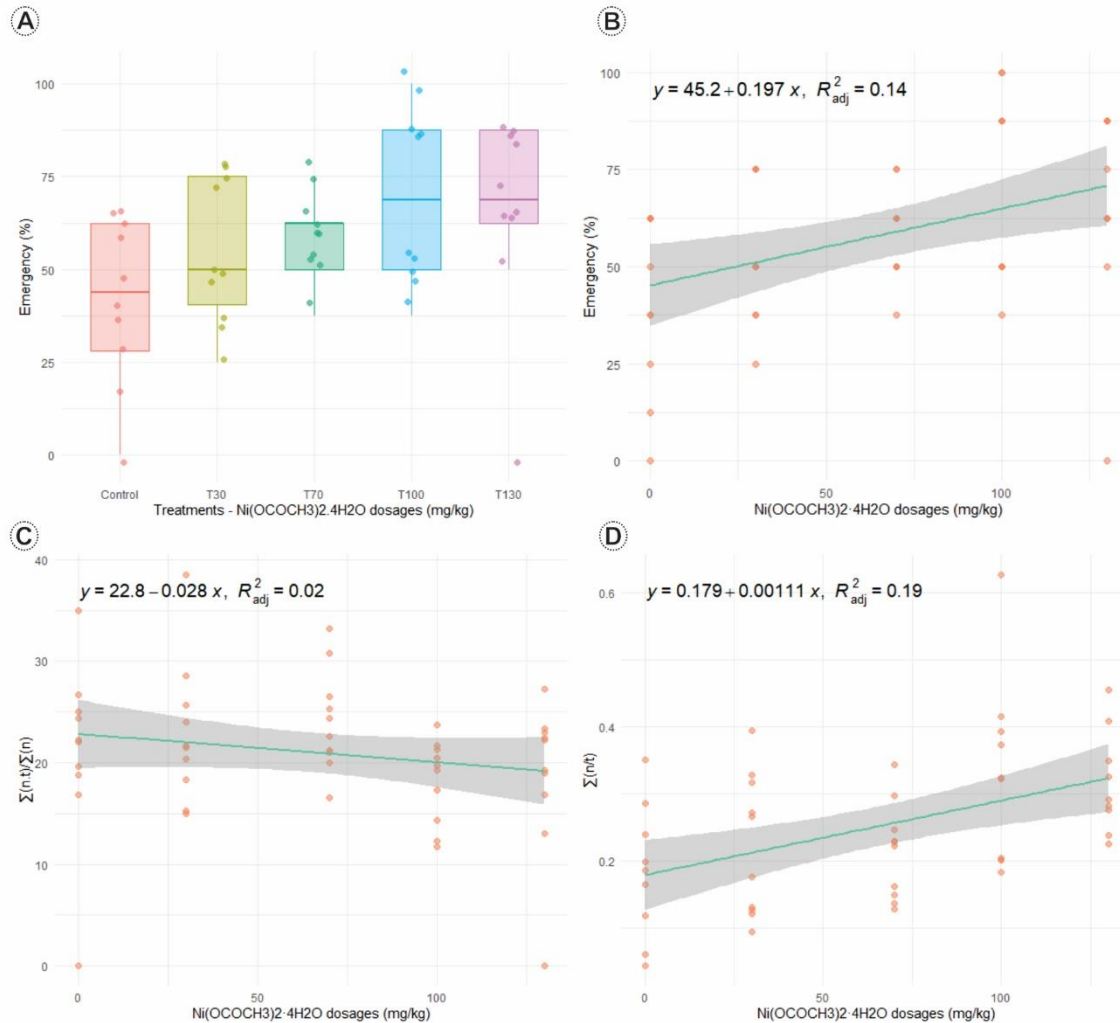 A
Emergency (%)
100
75
50
25
0
Control T30 T70 T100 T130
Treatments - Ni(OCOCH3)2.4H2O dosages (mg/kg)
B
y = 45.2 + 0.197 x, R²adj = 0.14
Emergency (%)
100
75
50
25
0
0 50 100
Ni(OCOCH3)2·4H2O dosages (mg/kg)
C
y = 22.8 − 0.028 x, R²adj = 0.02
Σ(n.t)/Σ(n)
40
30
20
10
0
0 50 100
Ni(OCOCH3)2·4H2O dosages (mg/kg)
D
y = 0.179 + 0.00111 x, R²adj = 0.19
Σ(n/t)
0.6
0.4
0.2
0 50 100
Ni(OCOCH3)2·4H2O dosages (mg/kg)